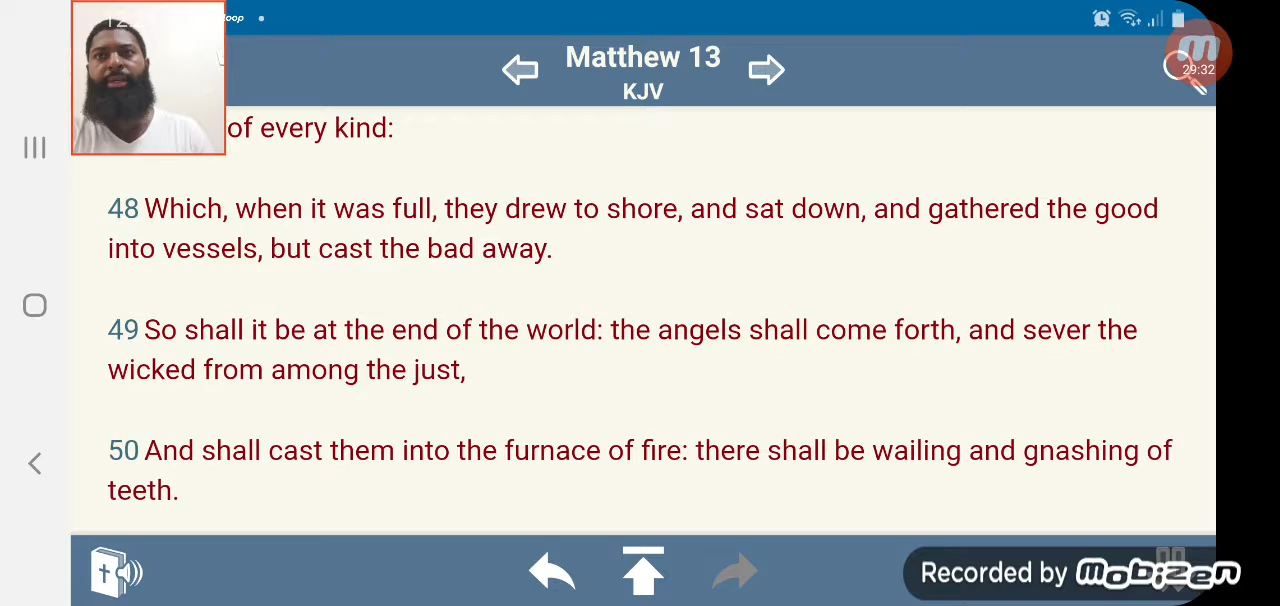 oop
Matthew 13
KJV
29:32
of every kind:
48 Which, when it was full, they drew to shore, and sat down, and gathered the good
into vessels, but cast the bad away.
49 So shall it be at the end of the world: the angels shall come forth, and sever the
wicked from among the just,
50 And shall cast them into the furnace of fire: there shall be wailing and gnashing of
teeth.
Recorded by mobizen